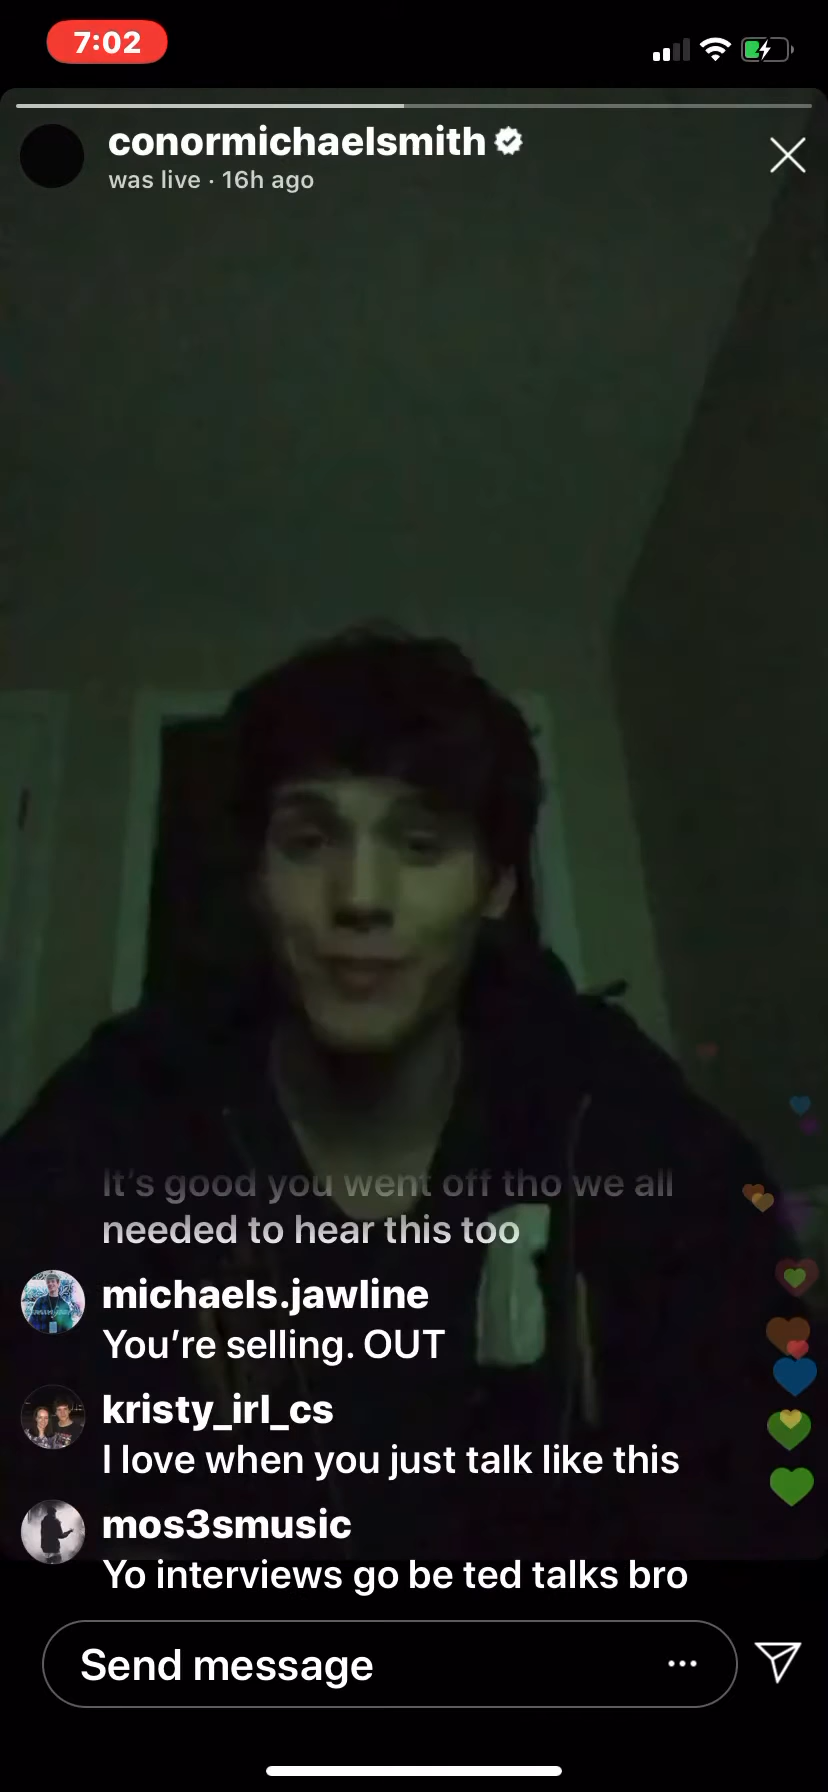 7:02
conormichaelsmith
was live · 16h ago
It's good you went off tho we all
needed to hear this too
michaels.jawline
You're selling. OUT
kristy_irl_cs
I love when you just talk like this
mos3smusic
Yo interviews go be ted talks bro
Send message